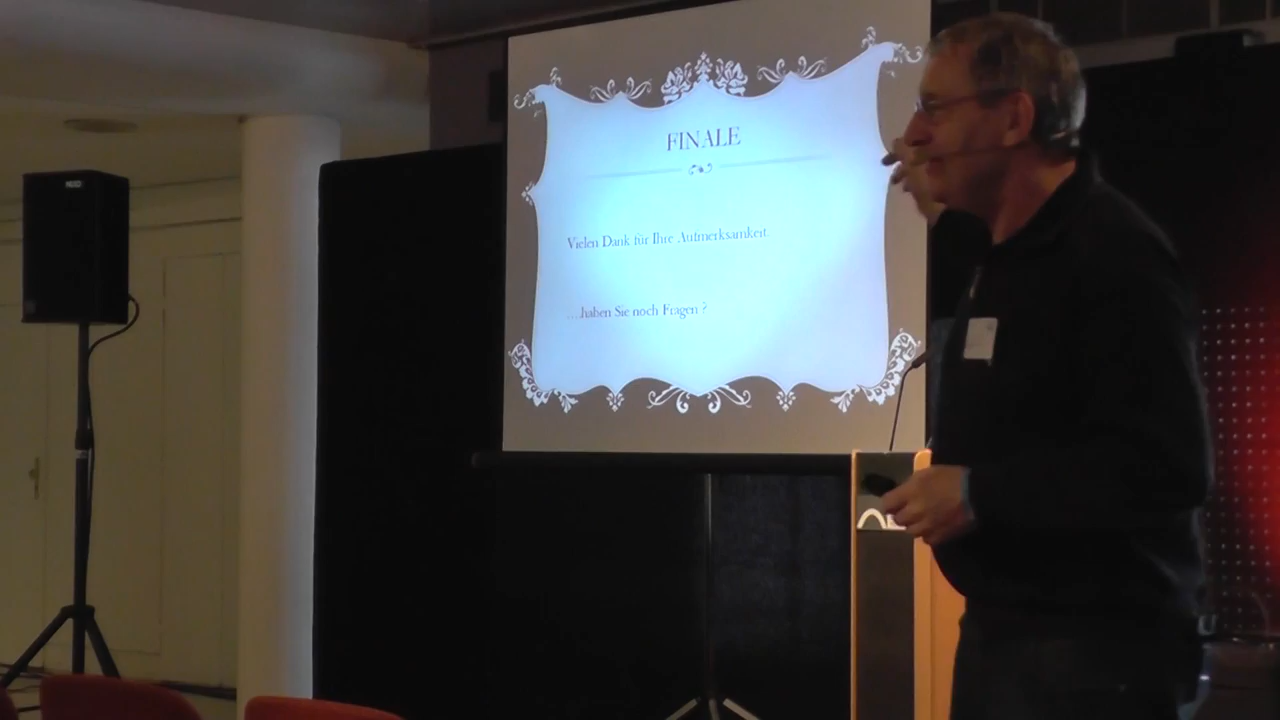 FINALE
Vielen Dank für Ihre Aufmerksamkeit.
...haben Sie noch Fragen ?